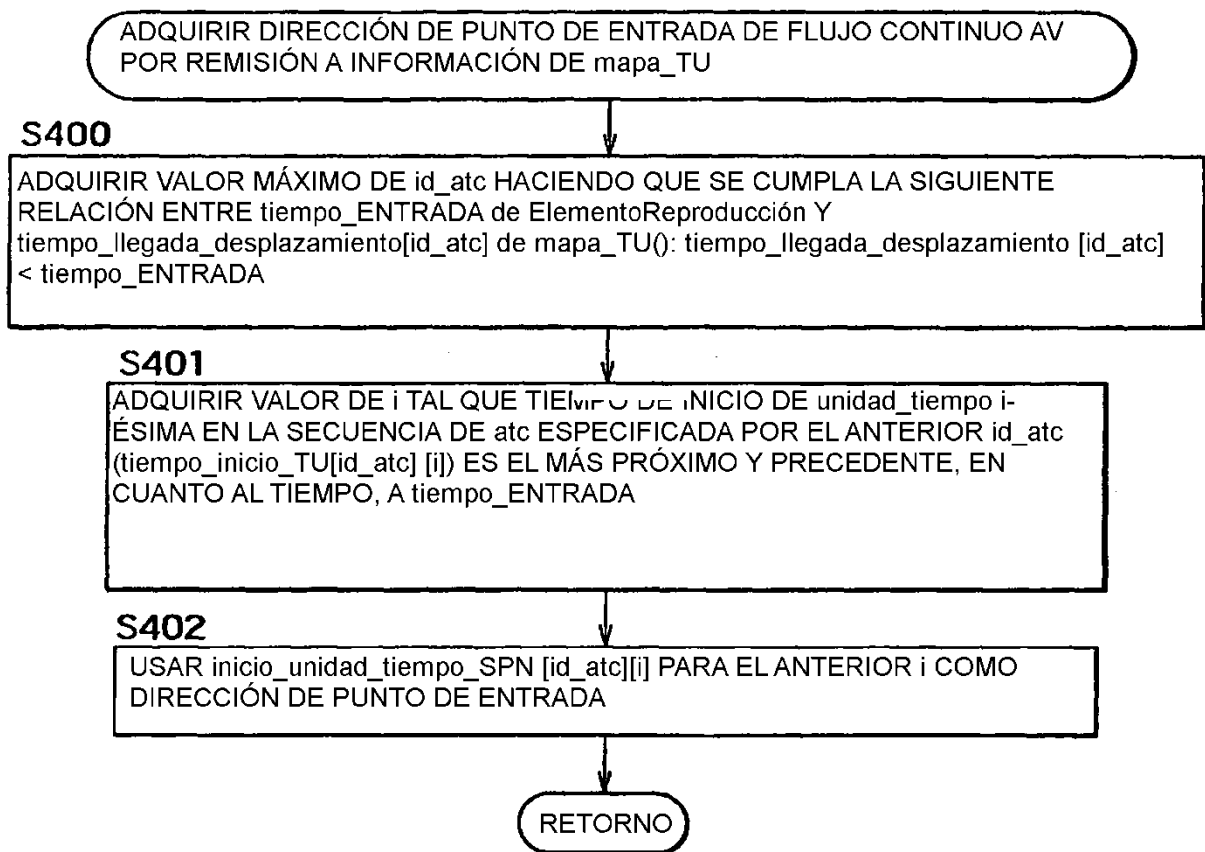 ADQUIRIR DIRECCIÓN DE PUNTO DE ENTRADA DE FLUJO CONTINUO AV
POR REMISIÓN A INFORMACIÓN DE mapa_TU
S400
ADQUIRIR VALOR MÁXIMO DE id_atc HACIENDO QUE SE CUMPLA LA SIGUIENTE
RELACIÓN ENTRE tiempo_ENTRADA de ElementoReproducción Y
tiempo_llegada_desplazamiento[id_atc] de mapa_TU(): tiempo_llegada_desplazamiento [id_atc]
< tiempo_ENTRADA
S401
ADQUIRIR VALOR DE i TAL QUE TIEMPO DE INICIO DE unidad_tiempo i-
ÉSIMA EN LA SECUENCIA DE atc ESPECIFICADA POR EL ANTERIOR id_atc
(tiempo_inicio_TU[id_atc] [i]) ES EL MÁS PRÓXIMO Y PRECEDENTE, EN
CUANTO AL TIEMPO, A tiempo_ENTRADA
S402
USAR inicio_unidad_tiempo_SPN [id_atc][i] PARA EL ANTERIOR i COMO
DIRECCIÓN DE PUNTO DE ENTRADA
RETORNO